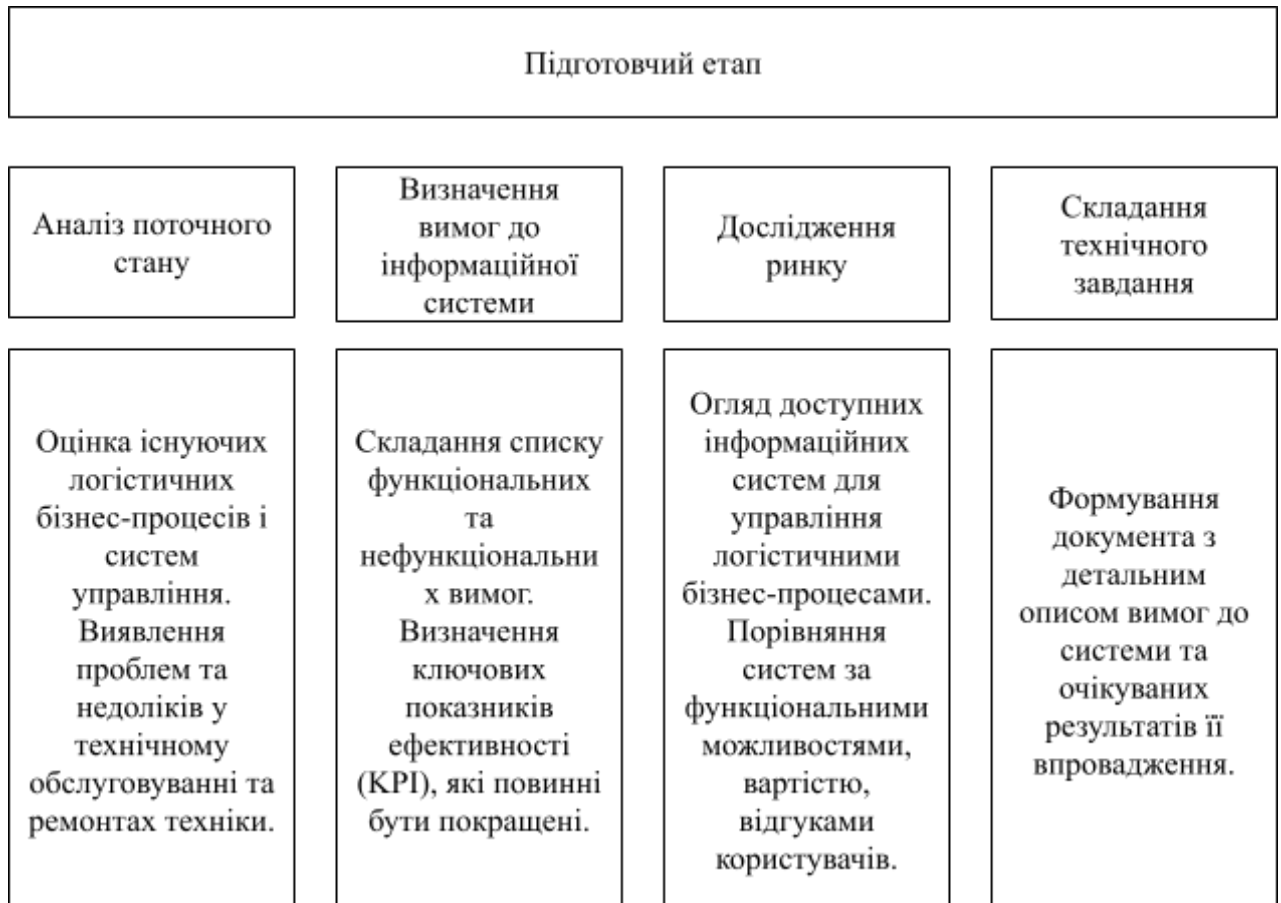 Підготовчий етап
Аналіз поточного
стану
Визначення
вимог до
інформаційної
системи
Дослідження
ринку
Складання
технічного
завдання
Оцінка існуючих
логістичних
бізнес-процесів і
систем
управління.
Виявлення
проблем та
недоліків у
технічному
обслуговуванні та
ремонтах техніки.
Складання списку
функціональних
та
нефункціональни
х вимог.
Визначення
ключових
показників
ефективності
(KPI), які повинні
бути покращені.
Огляд доступних
інформаційних
систем для
управління
логістичними
бізнес-процесами.
Порівняння
систем за
функціональними
можливостями,
вартістю,
відгуками
користувачів.
Формування
документа з
детальним
описом вимог до
системи та
очікуваних
результатів її
впровадження.